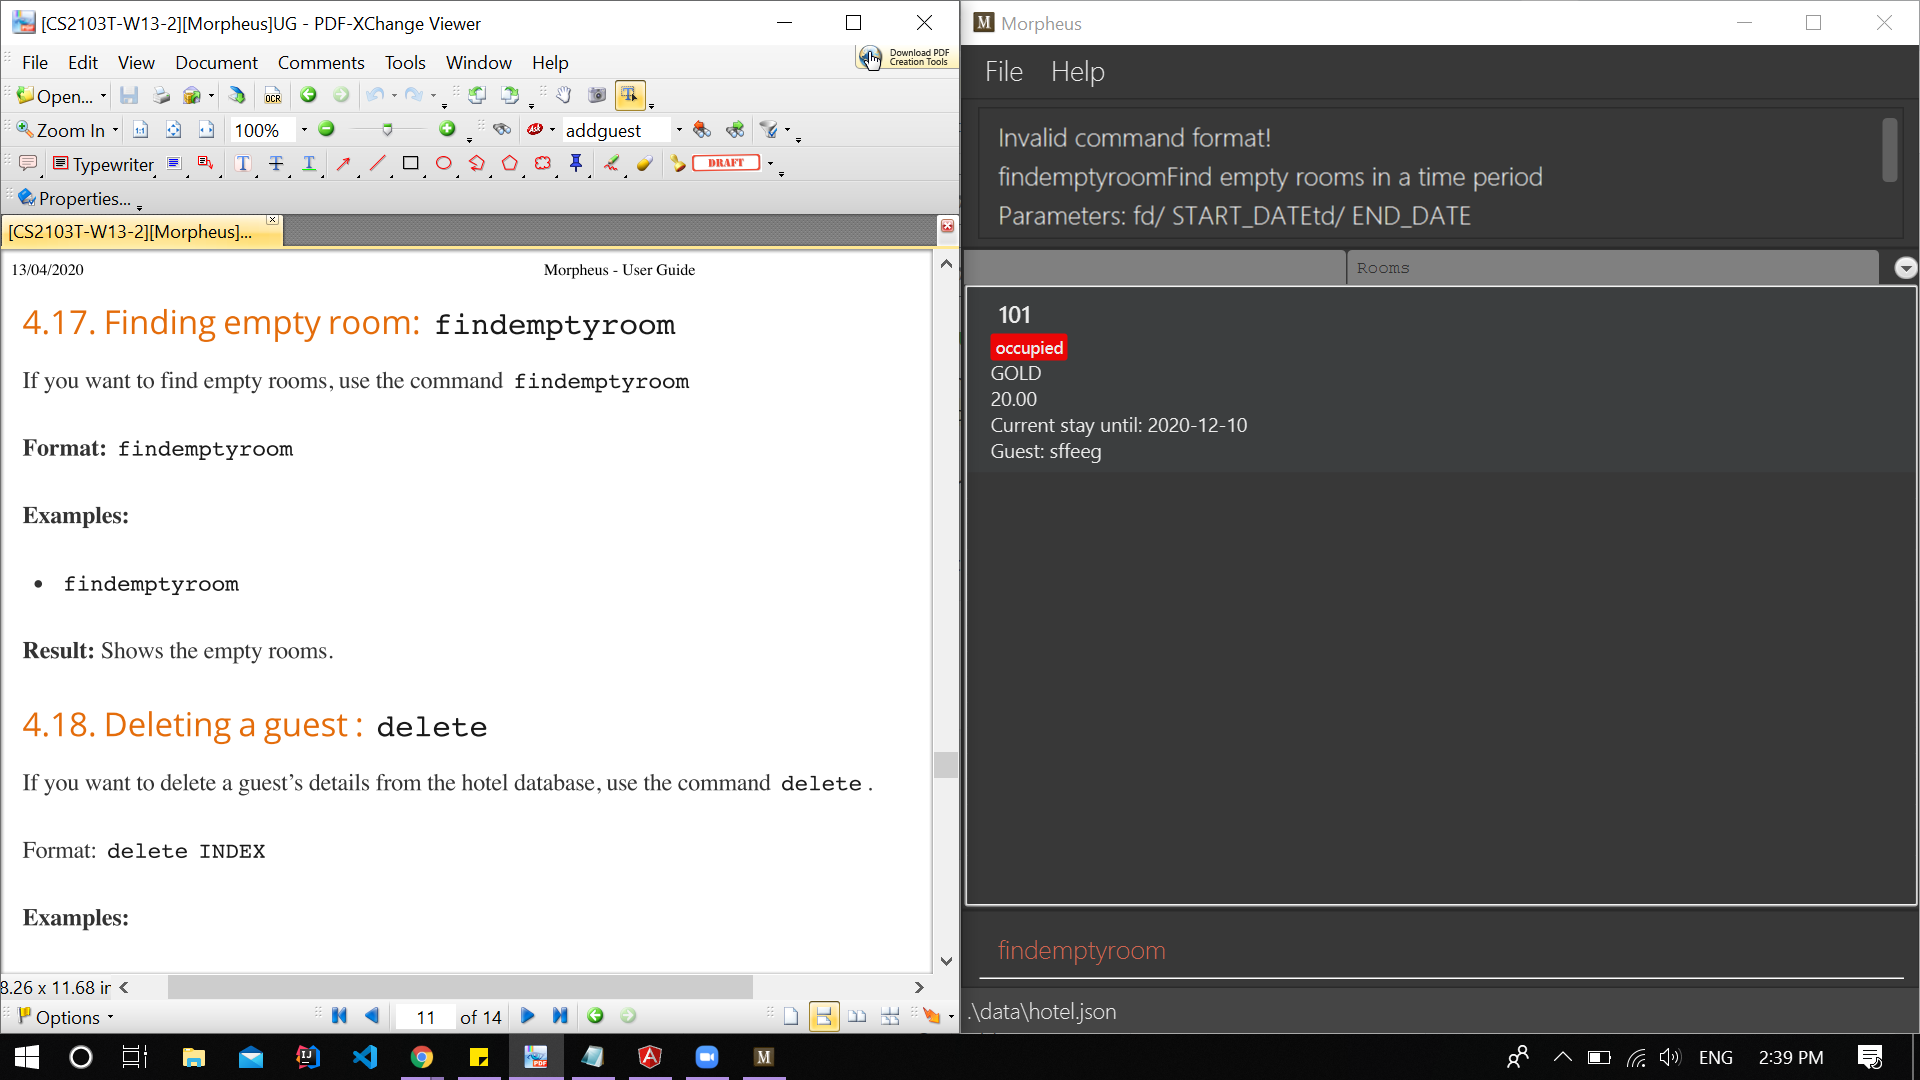 [CS2103T-W13-2][Morpheus]UG - PDF-XChange Viewer
File Edit View Document Comments Tools Window Help
Download PDF
Creation Tools
Open...
OCR
Zoom In
100%
addguest
Typewriter
DRAFT
Properties...
[CS2103T-W13-2][Morpheus]...
13/04/2020
Morpheus - User Guide
4.17. Finding empty room: findemptyroom
If you want to find empty rooms, use the command findemptyroom
Format: findemptyroom
Examples:
• findemptyroom
Result: Shows the empty rooms.
4.18. Deleting a guest : delete
If you want to delete a guest’s details from the hotel database, use the command delete .
Format: delete INDEX
Examples:
8.26 x 11.68 ir
Options
11 of 14
M Morpheus
File Help
Invalid command format!
findemptyroomFind empty rooms in a time period
Parameters: fd/ START_DATEtd/ END_DATE
Rooms
101
occupied
GOLD
20.00
Current stay until: 2020-12-10
Guest: sffeeg
findemptyroom
.\data\hotel.json
ENG
2:39 PM